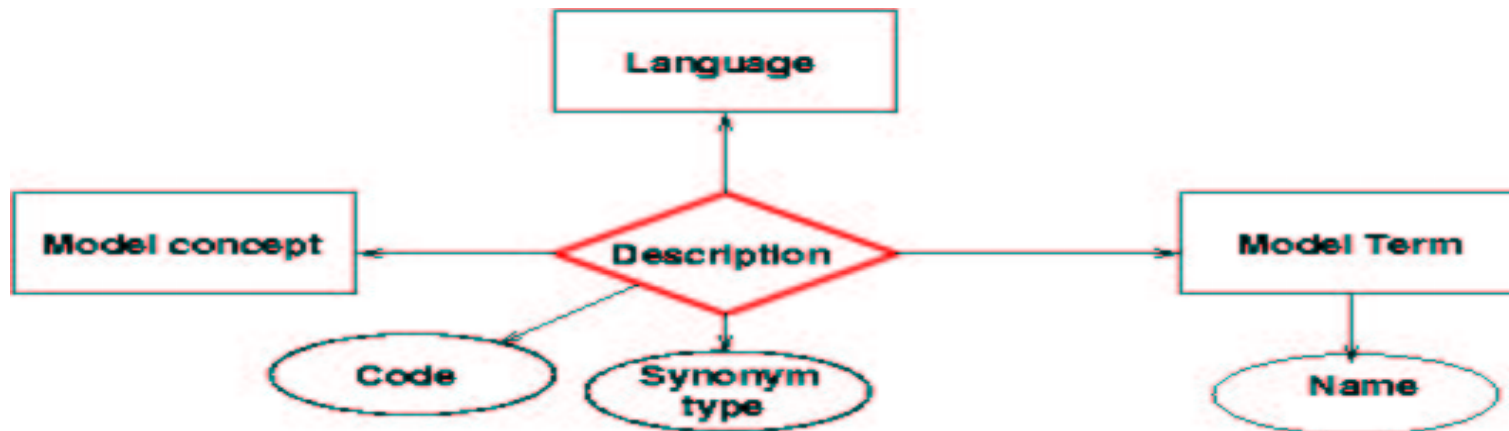 Language
Model concept
Description
Model Term
Code
Synonym
type
Name